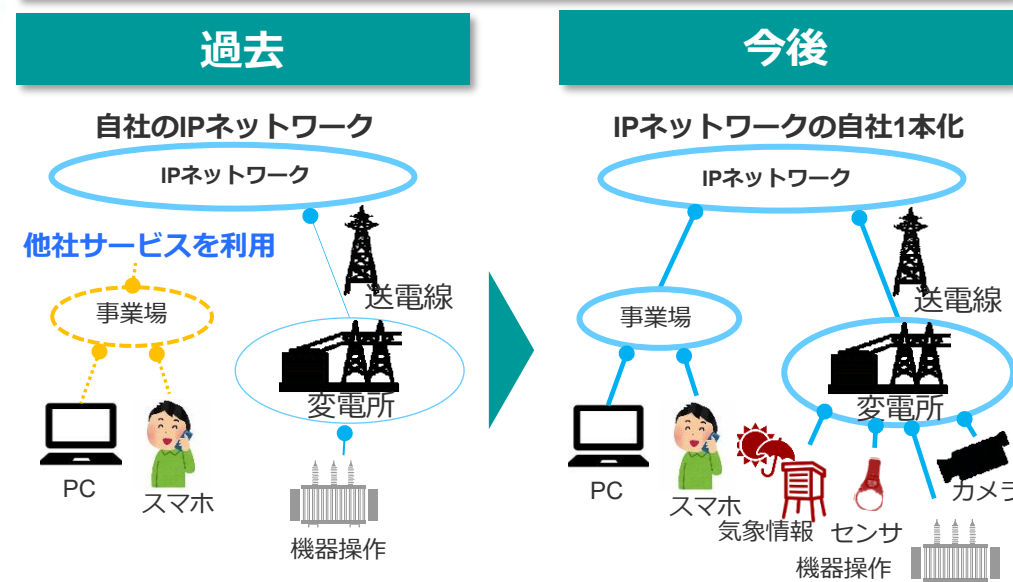 過去
自社のIPネットワーク
IPネットワーク
他社サービスを利用
事業場
送電線
変電所
PC
スマホ
機器操作
今後
IPネットワークの自社1本化
IPネットワーク
事業場
送電線
変電所
PC
スマホ
気象情報
センサ
カメラ
機器操作